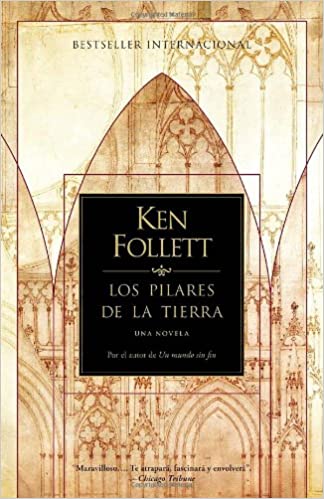 BESTSELLER INTERNACIONAL
KEN
FOLLETT
LOS PILARES
DE LA TIERRA
UNA NOVELA
Por el autor de Un mundo sin fin
"Maravilloso.... Te atrapará, fascinará y envolverá".
—Chicago Tribune